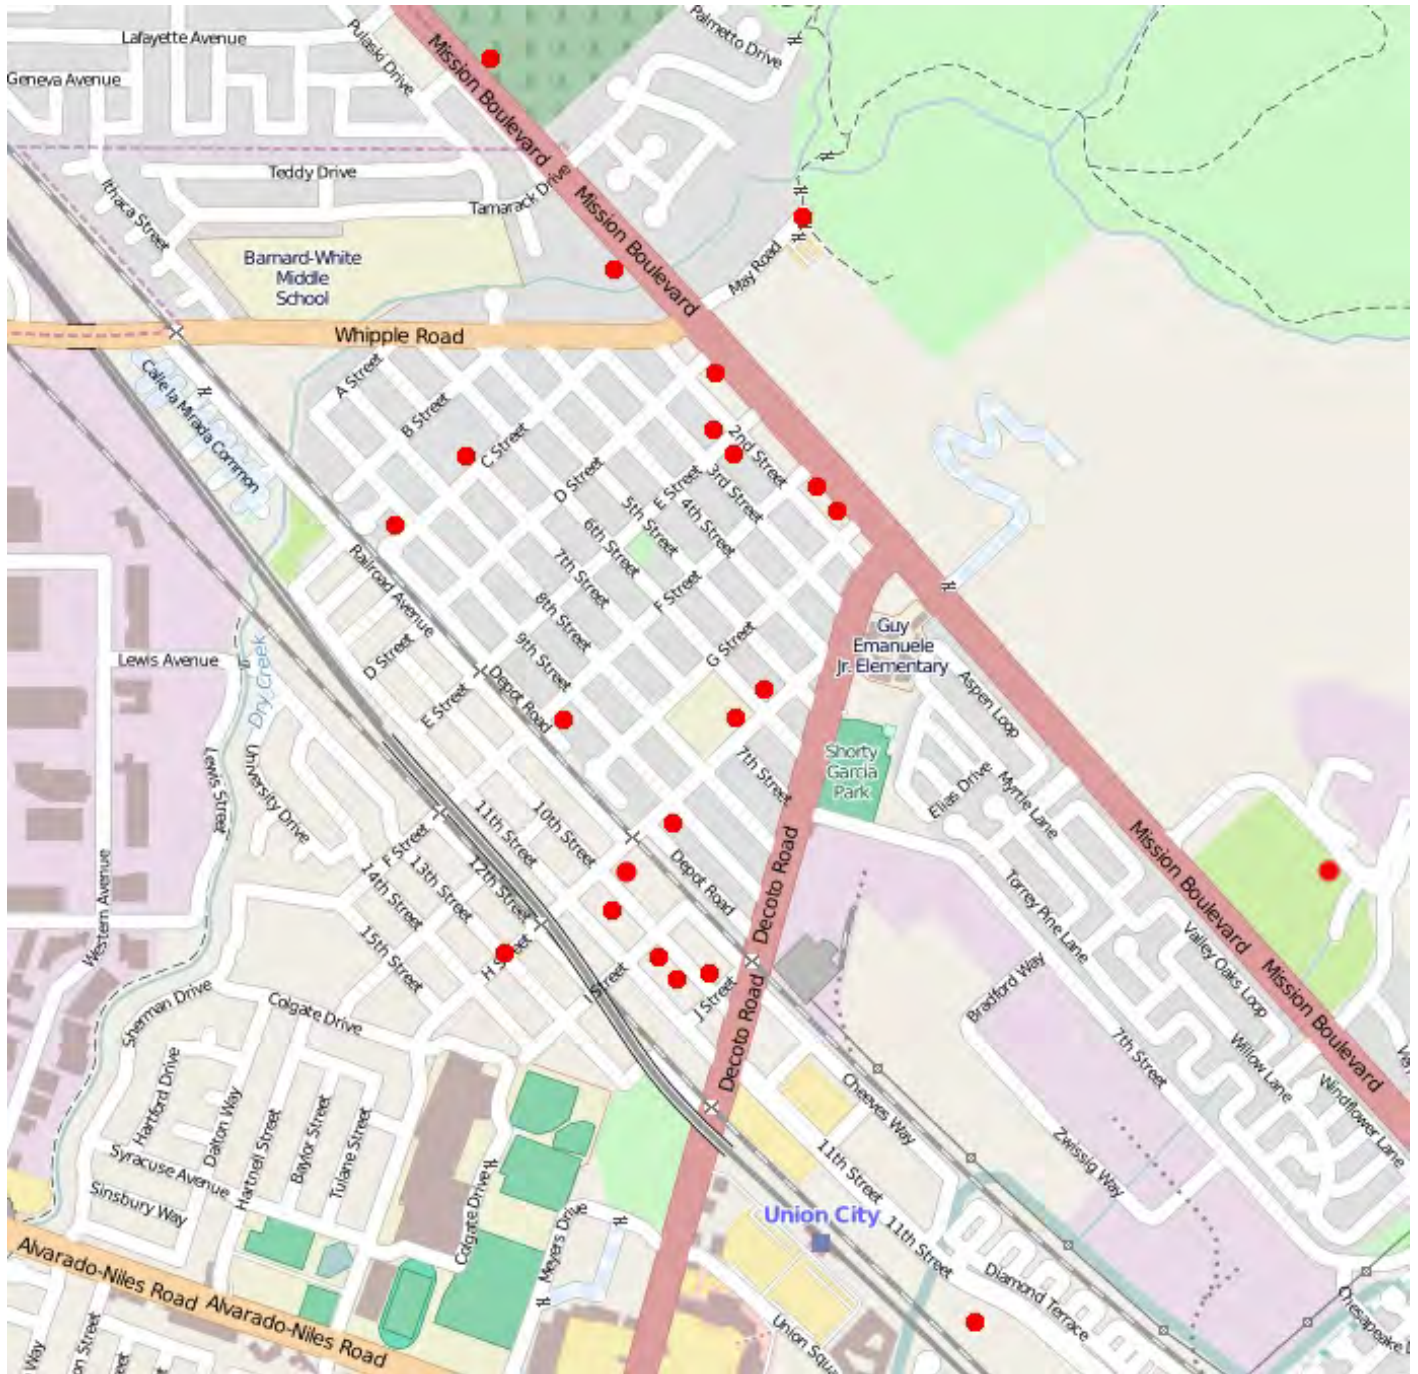 Lafayette Avenue
Geneva Avenue
Pulaski Drive
Mission Boulevard
Palmetto Drive
Teddy Drive
Tamarack Drive
Ithaca Street
Mission Boulevard
Barnard-White
Middle
School
May Road
Whipple Road
A Street
B Street
C Street
Calle la Mirada Common
2nd Street
3rd Street
D Street
E Street
4th Street
5th Street
6th Street
7th Street
F Street
8th Street
Railroad Avenue
9th Street
G Street
Guy
Emanuele
Jr. Elementary
Lewis Avenue
Dry Creek
D Street
E Street
Depot Road
Aspen Loop
Lewis Street
University Drive
7th Street
Shorty
Garcia
Park
Elias Drive
Myrtle Lane
10th Street
11th Street
F Street
12th Street
13th Street
14th Street
15th Street
Depot Road
Decoto Road
Mission Boulevard
Torrey Pine Lane
Valley Oaks Loop
Western Avenue
H Street
I Street
J Street
Bradford Way
Mission Boulevard
Sherman Drive
Colgate Drive
Decoto Road
7th Street
Willow Lane
Windflower Lane
Va
Hartford Drive
Dalton Way
Hartnell Street
Baylor Street
Tulane Street
Cheeves Way
Zwissig Way
Syracuse Avenue
Sinsbury Way
Colgate Drive
Meyers Drive
11th Street
Union City
11th Street
Diamond Terrace
Chesapeake D
Alvarado-Niles Road
Alvarado-Niles Road
Union Squa
Way
on Street